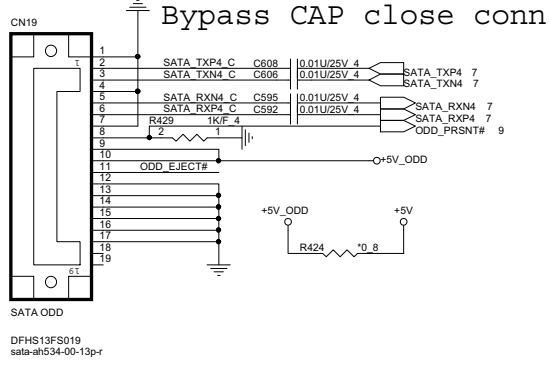 Bypass CAP close conn
CN19
1
1
2 SATA_TXP4_C C608 0.01U/25V_4 SATA_TXP4 7
3 SATA_TXN4_C C606 0.01U/25V_4 SATA_TXN4 7
4
5 SATA_RXN4_C C595 0.01U/25V_4 SATA_RXN4 7
6 SATA_RXP4_C C592 0.01U/25V_4 SATA_RXP4 7
7 R429 1K/F_4 ODD_PRSNT# 9
8 2 1
9
10 +5V_ODD
11 ODD_EJECT#
12
13
14
15 +5V_ODD +5V
16
17
18 R424 *0_8
19
19
SATA ODD
DFHS13FS019
sata-ah534-00-13p-r